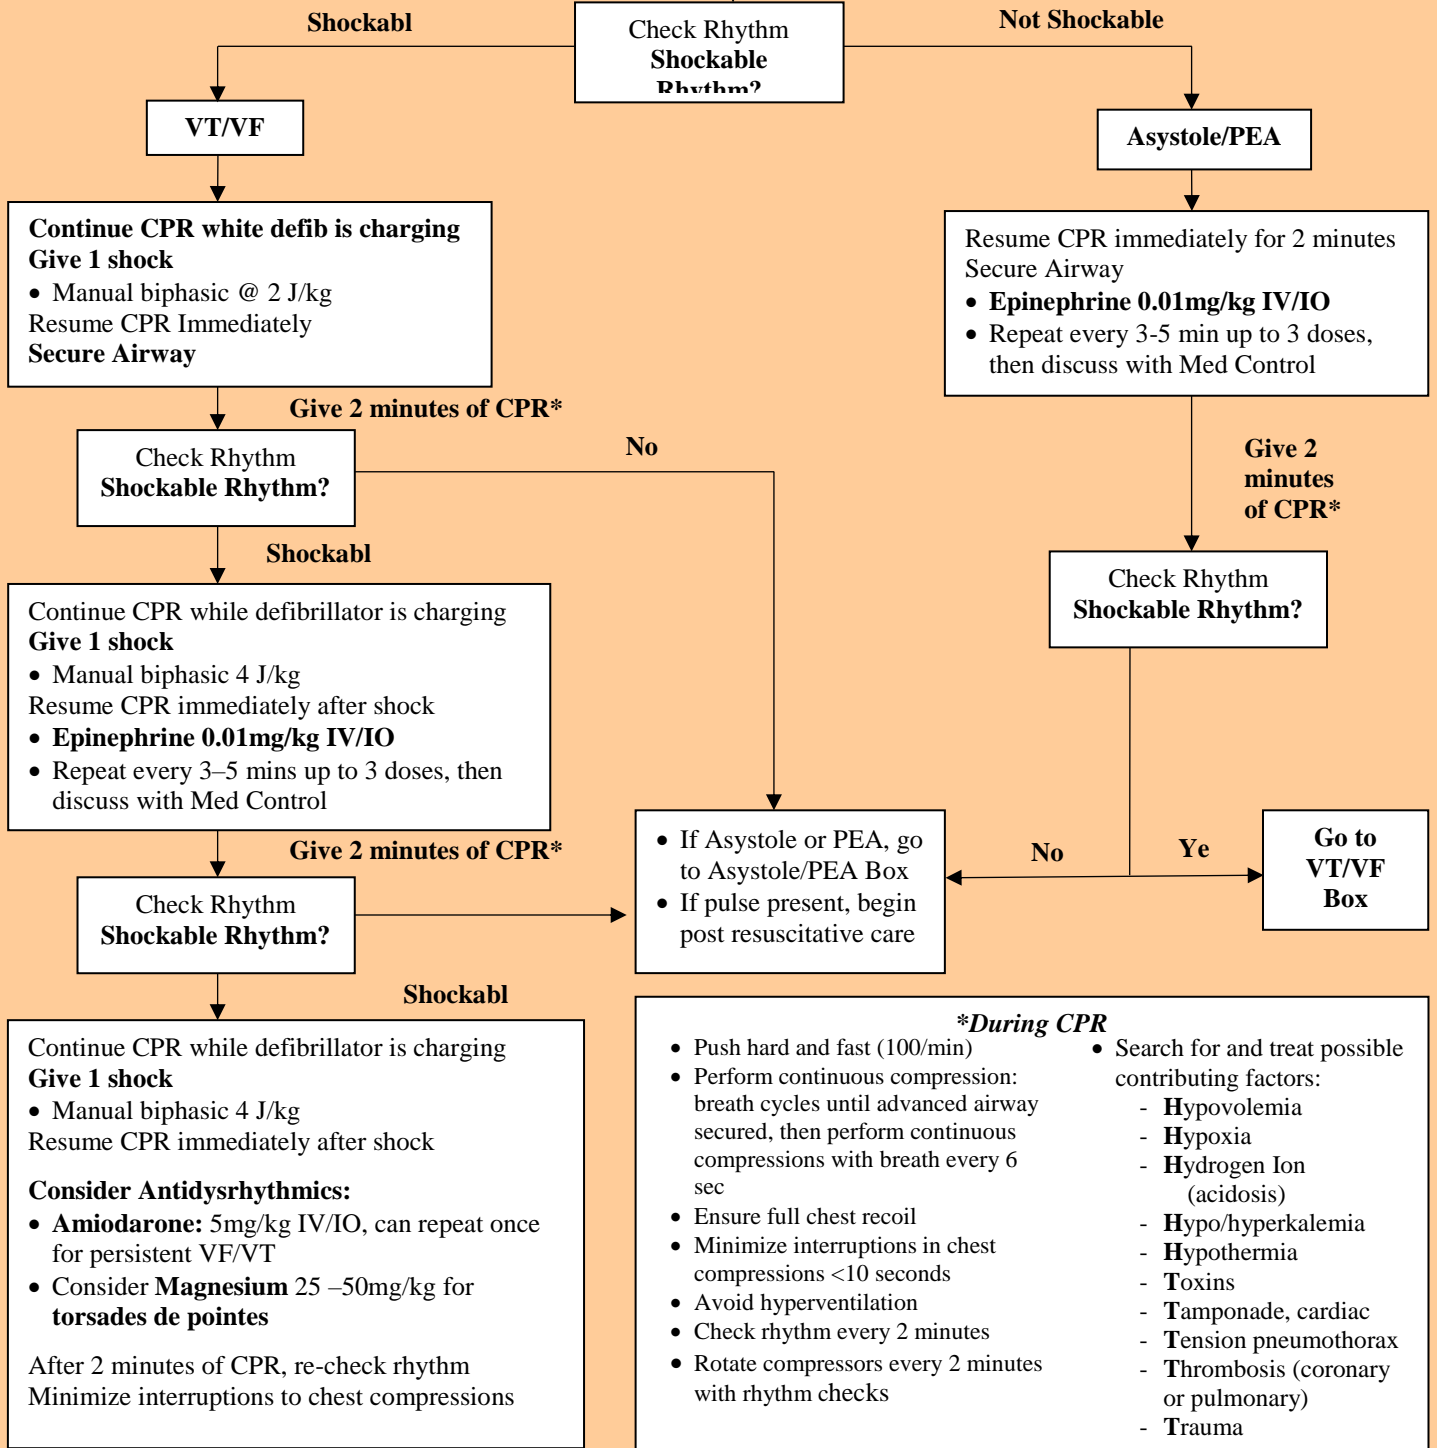 Shockabl
Not Shockable
Check Rhythm
Shockable
Rhythm?
VT/VF
Asystole/PEA
Continue CPR white defib is charging
Give 1 shock
• Manual biphasic @ 2 J/kg
Resume CPR Immediately
Secure Airway
Resume CPR immediately for 2 minutes
Secure Airway
• Epinephrine 0.01mg/kg IV/IO
• Repeat every 3-5 min up to 3 doses,
then discuss with Med Control
Give 2 minutes of CPR*
Check Rhythm
Shockable Rhythm?
No
Give 2
minutes
of CPR*
Shockabl
Check Rhythm
Shockable Rhythm?
Continue CPR while defibrillator is charging
Give 1 shock
• Manual biphasic 4 J/kg
Resume CPR immediately after shock
• Epinephrine 0.01mg/kg IV/IO
• Repeat every 3–5 mins up to 3 doses, then
discuss with Med Control
Give 2 minutes of CPR*
• If Asystole or PEA, go
to Asystole/PEA Box
• If pulse present, begin
post resuscitative care
No
Ye
Go to
VT/VF
Box
Check Rhythm
Shockable Rhythm?
Shockabl
Continue CPR while defibrillator is charging
Give 1 shock
• Manual biphasic 4 J/kg
Resume CPR immediately after shock
Consider Antidysrhythmics:
• Amiodarone: 5mg/kg IV/IO, can repeat once
for persistent VF/VT
• Consider Magnesium 25 –50mg/kg for
torsades de pointes
After 2 minutes of CPR, re-check rhythm
Minimize interruptions to chest compressions
*During CPR
• Push hard and fast (100/min)
• Perform continuous compression:
breath cycles until advanced airway
secured, then perform continuous
compressions with breath every 6
sec
• Ensure full chest recoil
• Minimize interruptions in chest
compressions <10 seconds
• Avoid hyperventilation
• Check rhythm every 2 minutes
• Rotate compressors every 2 minutes
with rhythm checks
• Search for and treat possible
contributing factors:
- Hypovolemia
- Hypoxia
- Hydrogen Ion
(acidosis)
- Hypo/hyperkalemia
- Hypothermia
- Toxins
- Tamponade, cardiac
- Tension pneumothorax
- Thrombosis (coronary
or pulmonary)
- Trauma